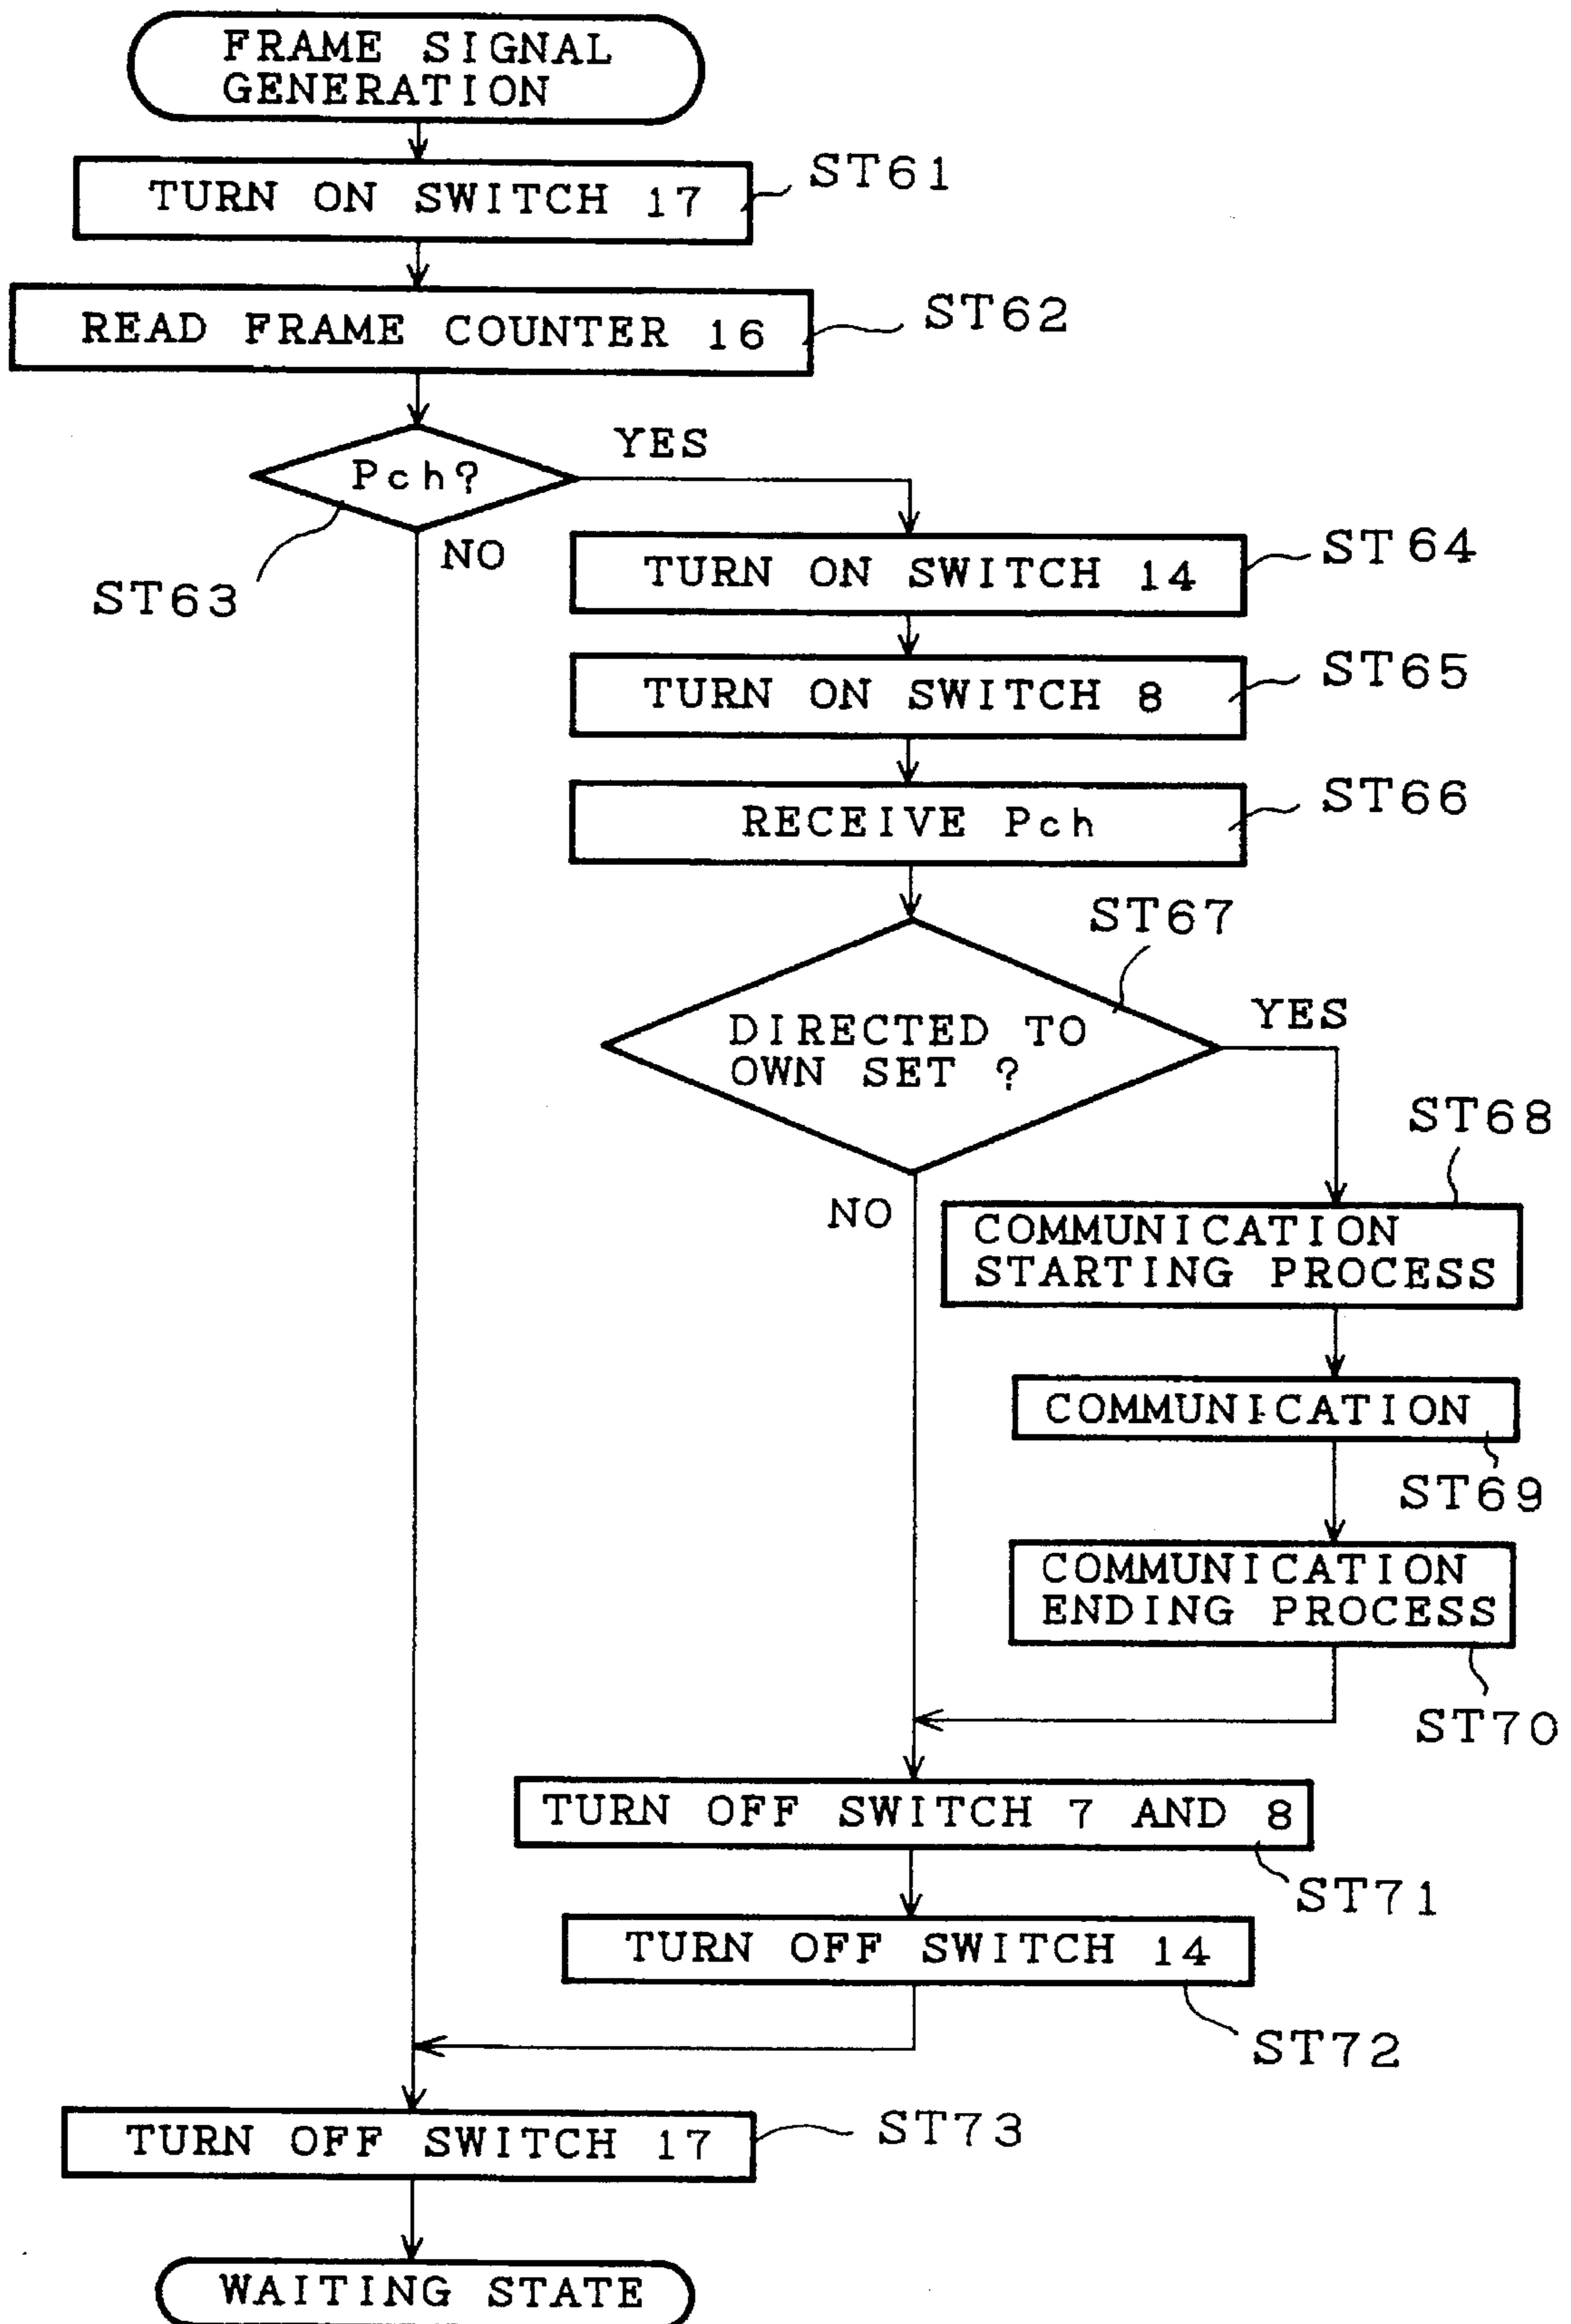 FRAME SIGNAL
GENERATION
TURN ON SWITCH 17
ST61
READ FRAME COUNTER 16
ST62
Pch?
YES
NO
ST63
TURN ON SWITCH 14
ST64
TURN ON SWITCH 8
ST65
RECEIVE Pch
ST66
ST67
DIRECTED TO
OWN SET ?
YES
NO
ST68
COMMUNICATION
STARTING PROCESS
COMMUNICATION
ST69
COMMUNICATION
ENDING PROCESS
ST70
TURN OFF SWITCH 7 AND 8
ST71
TURN OFF SWITCH 14
ST72
TURN OFF SWITCH 17
ST73
WAITING STATE